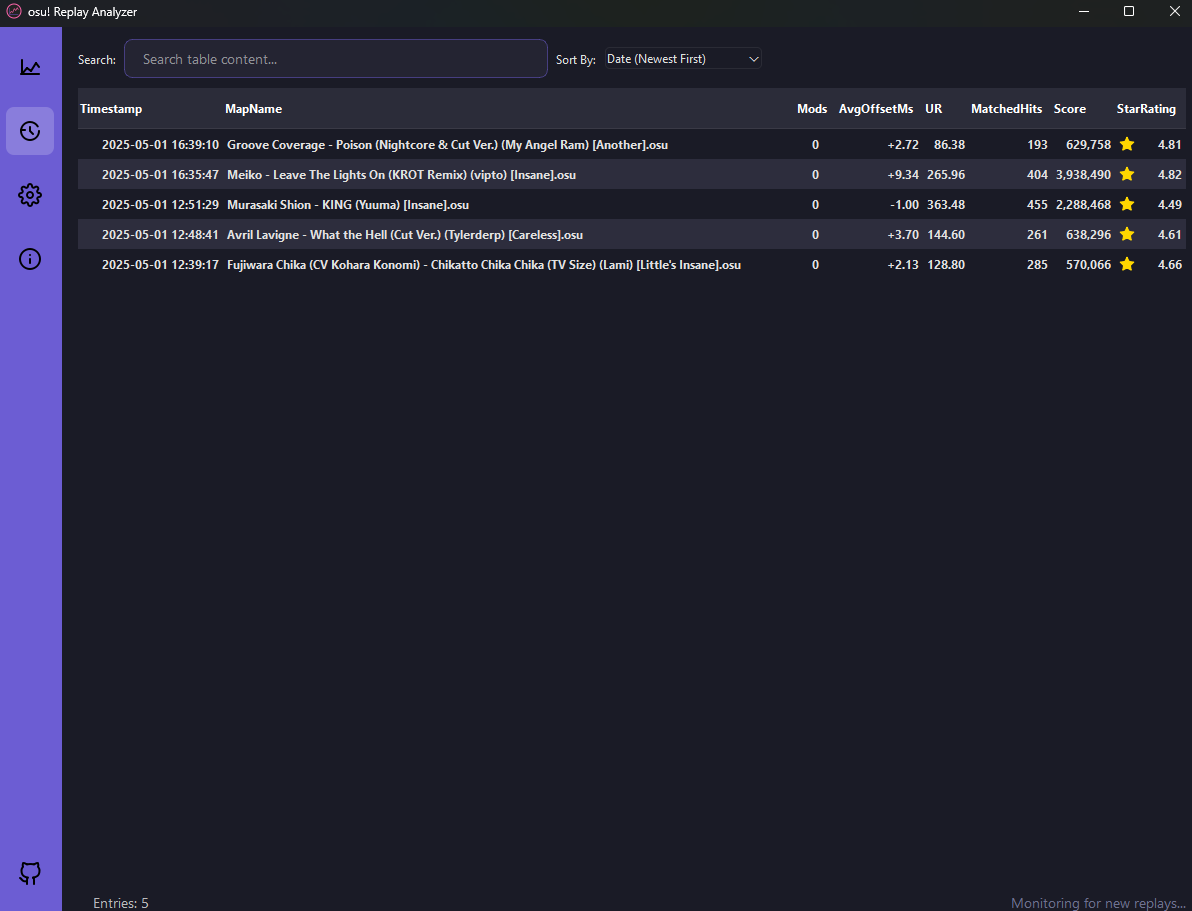 osu! Replay Analyzer
Search: Search table content... Sort By: Date (Newest First)
Timestamp MapName Mods AvgOffsetMs UR MatchedHits Score StarRating
2025-05-01 16:39:10 Groove Coverage - Poison (Nightcore & Cut Ver.) (My Angel Ram) [Another].osu 0 +2.72 86.38 193 629,758 4.81
2025-05-01 16:35:47 Meiko - Leave The Lights On (KROT Remix) (vipto) [Insane].osu 0 +9.34 265.96 404 3,938,490 4.82
2025-05-01 12:51:29 Murasaki Shion - KING (Yuuma) [Insane].osu 0 -1.00 363.48 455 2,288,468 4.49
2025-05-01 12:48:41 Avril Lavigne - What the Hell (Cut Ver.) (Tylerderp) [Careless].osu 0 +3.70 144.60 261 638,296 4.61
2025-05-01 12:39:17 Fujiwara Chika (CV Kohara Konomi) - Chikatto Chika Chika (TV Size) (Lami) [Little's Insane].osu 0 +2.13 128.80 285 570,066 4.66
Entries: 5 Monitoring for new replays...